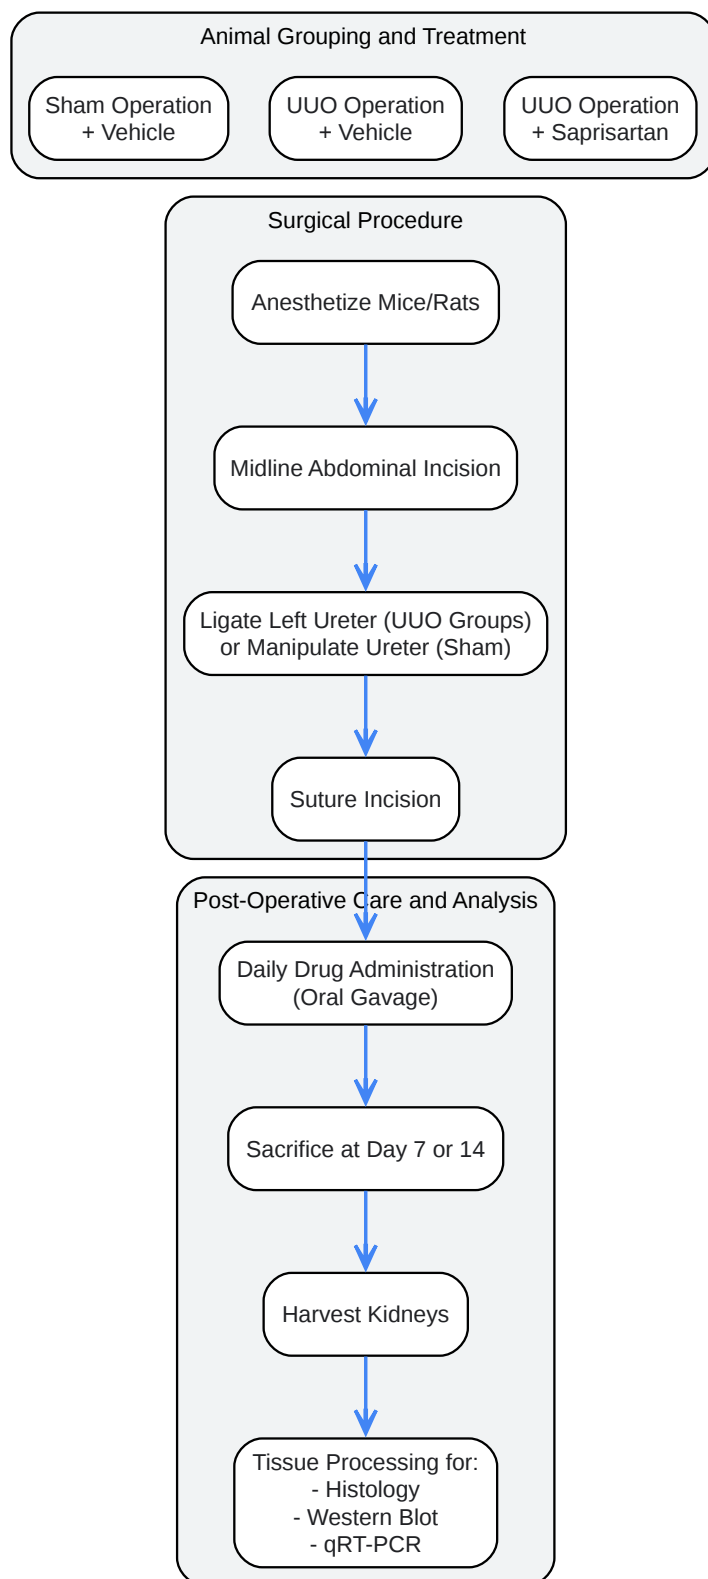 Animal Grouping and Treatment
Sham Operation
+ Vehicle
UUO Operation
+ Vehicle
UUO Operation
+ Saprisartan
Surgical Procedure
Anesthetize Mice/Rats
Midline Abdominal Incision
Ligate Left Ureter (UUO Groups)
or Manipulate Ureter (Sham)
Suture Incision
Post-Operative Care and Analysis
Daily Drug Administration
(Oral Gavage)
Sacrifice at Day 7 or 14
Harvest Kidneys
Tissue Processing for:
- Histology
- Western Blot
- qRT-PCR